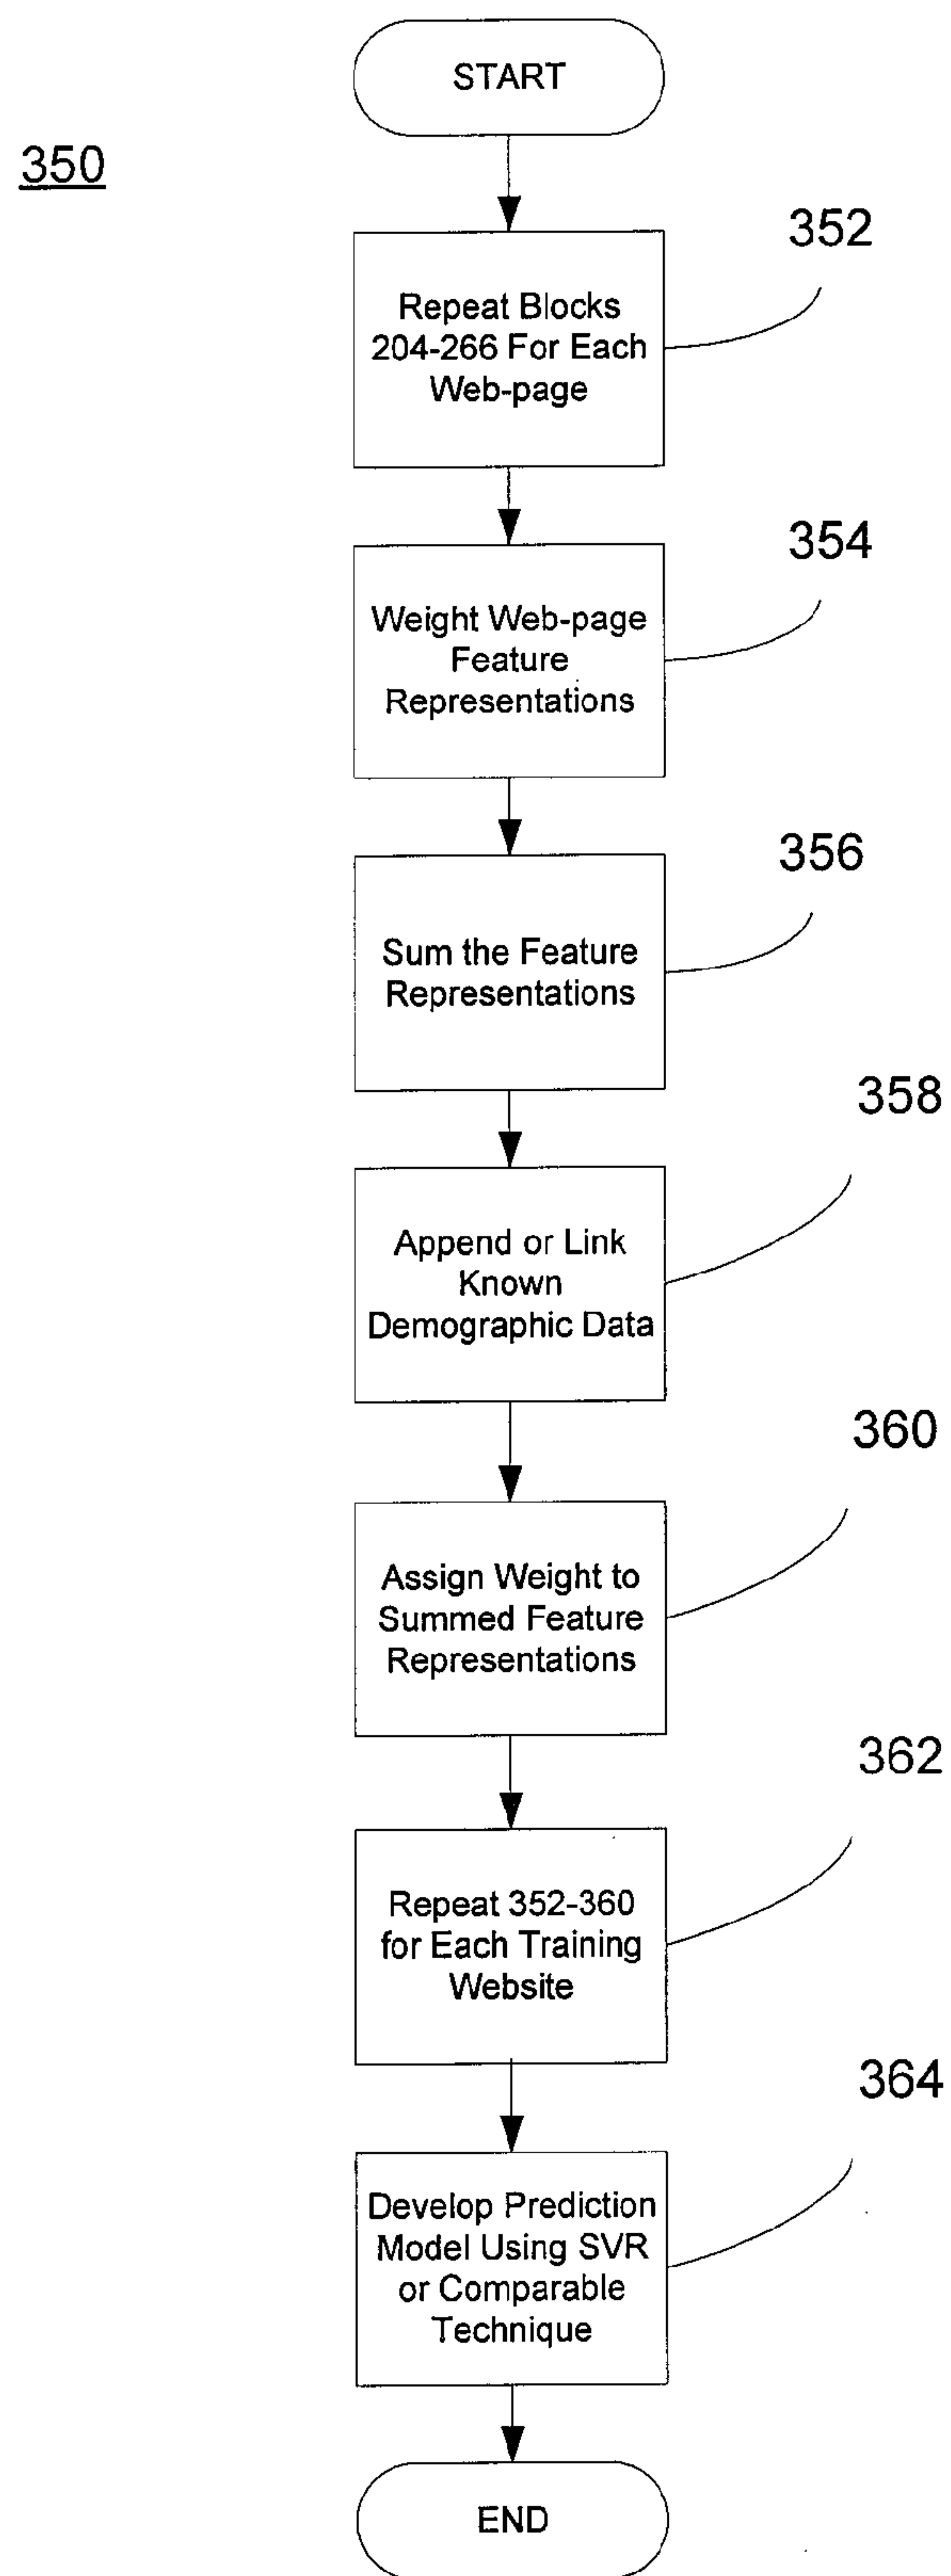 START
350
352
Repeat Blocks
204-266 For Each
Web-page
354
Weight Web-page
Feature
Representations
356
Sum the Feature
Representations
358
Append or Link
Known
Demographic Data
360
Assign Weight to
Summed Feature
Representations
362
Repeat 352-360
for Each Training
Website
364
Develop Prediction
Model Using SVR
or Comparable
Technique
END